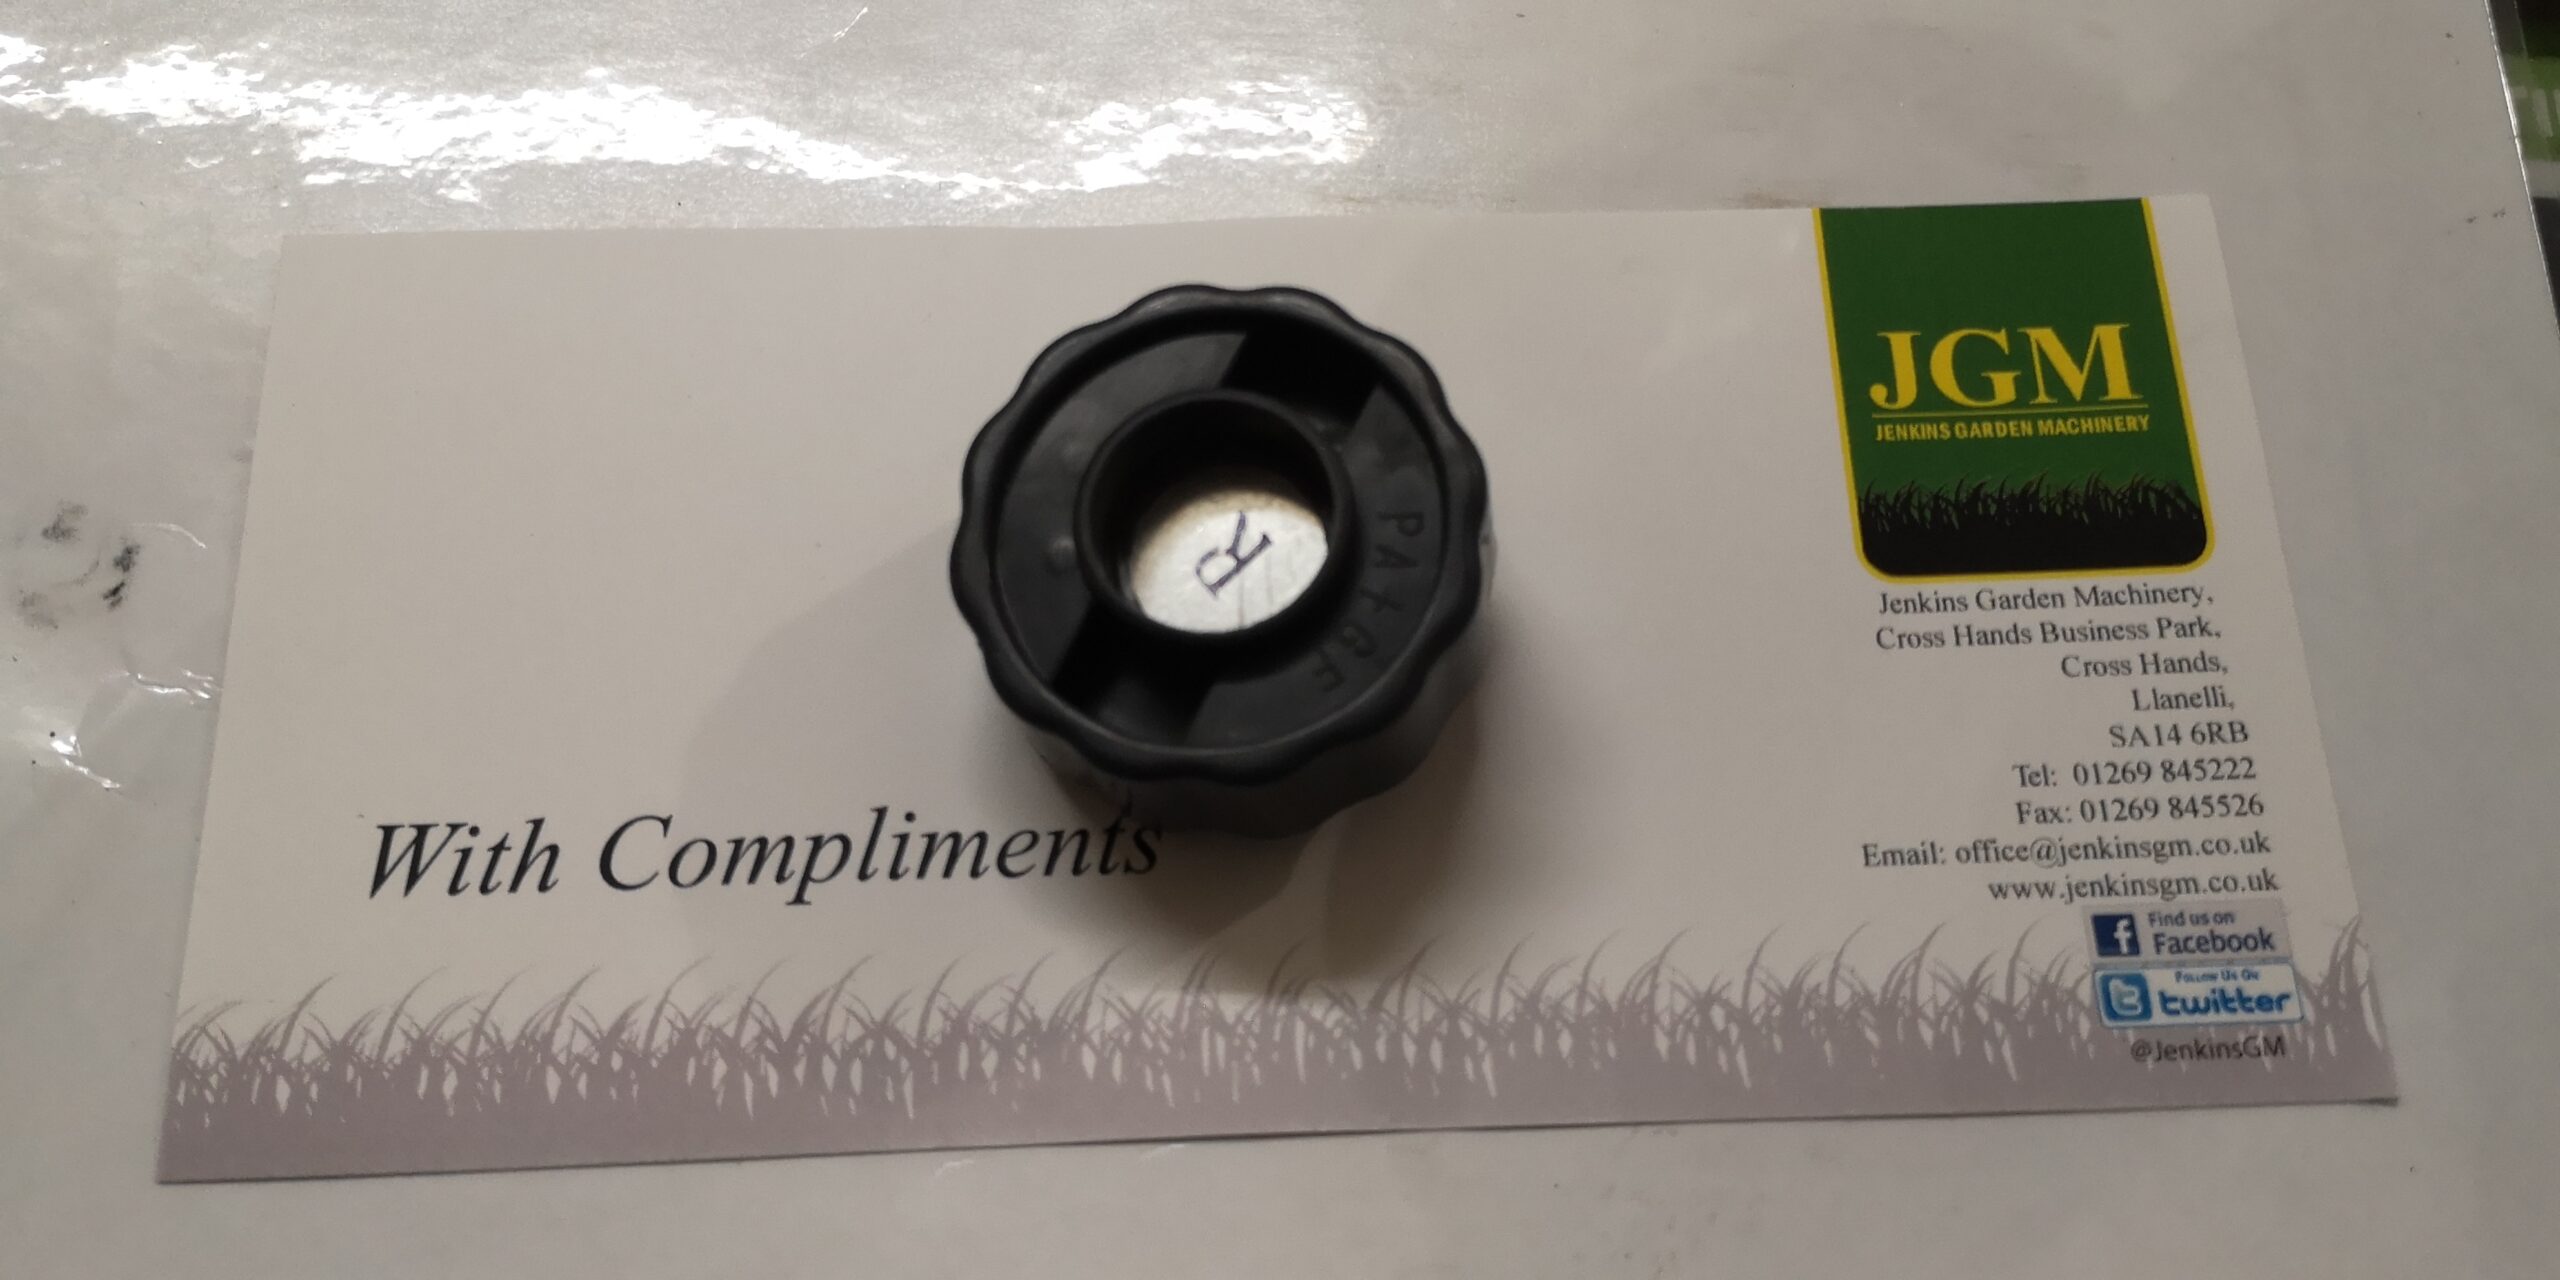 JGM
JENKINS GARDEN MACHINERY
R
PAT.GE
Jenkins Garden Machinery,
Cross Hands Business Park,
Cross Hands,
Llanelli,
SA14 6RB
Tel: 01269 845222
Fax: 01269 845526
Email: office@jenkinsgm.co.uk
www.jenkinsgm.co.uk
With Compliments
Find us on
Facebook
Follow Us On
twitter
@JenkinsGM